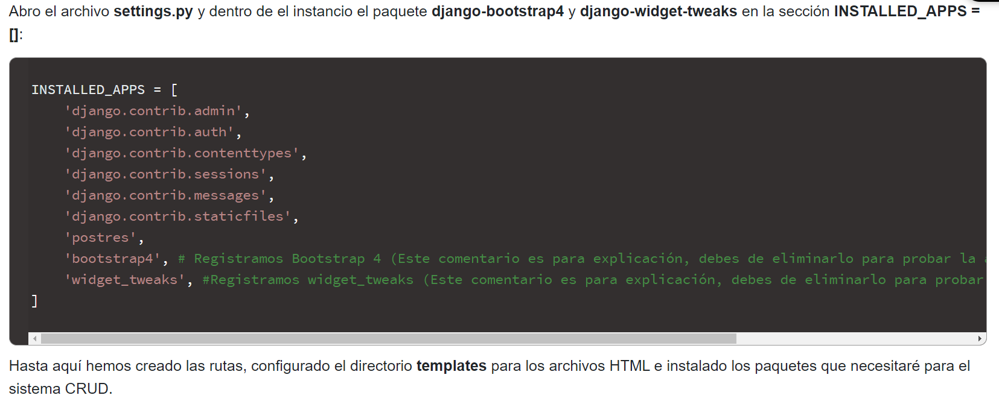 Abro el archivo settings.py y dentro de el instancio el paquete django-bootstrap4 y django-widget-tweaks en la sección INSTALLED_APPS =
[]:
INSTALLED_APPS = [
    'django.contrib.admin',
    'django.contrib.auth',
    'django.contrib.contenttypes',
    'django.contrib.sessions',
    'django.contrib.messages',
    'django.contrib.staticfiles',
    'postres',
    'bootstrap4', # Registramos Bootstrap 4 (Este comentario es para explicación, debes de eliminarlo para probar la
    'widget_tweaks', #Registramos widget_tweaks (Este comentario es para explicación, debes de eliminarlo para probar
]
Hasta aquí hemos creado las rutas, configurado el directorio templates para los archivos HTML e instalado los paquetes que necesitaré para el
sistema CRUD.